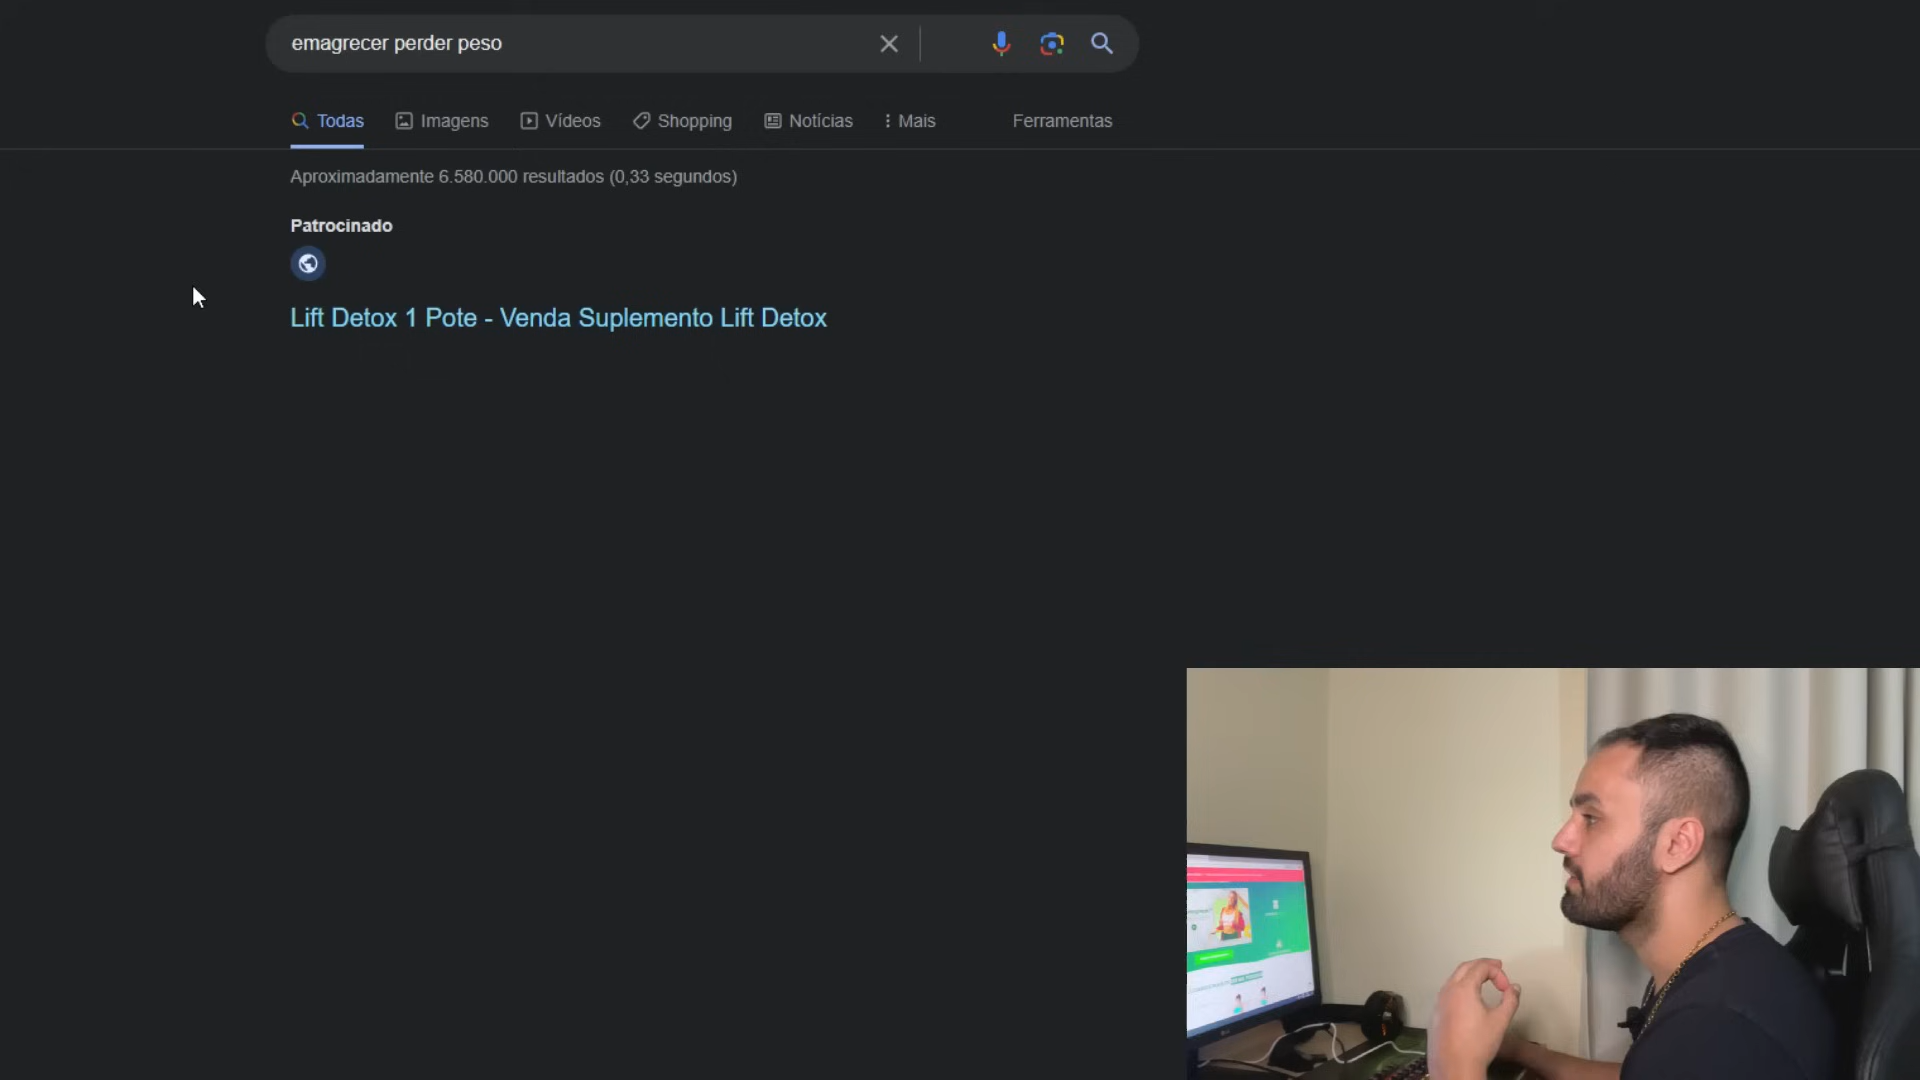 emagrecer perder peso
Todas Imagens Vídeos Shopping Notícias Mais Ferramentas
Aproximadamente 6.580.000 resultados (0,33 segundos)
Patrocinado
Lift Detox 1 Pote - Venda Suplemento Lift Detox